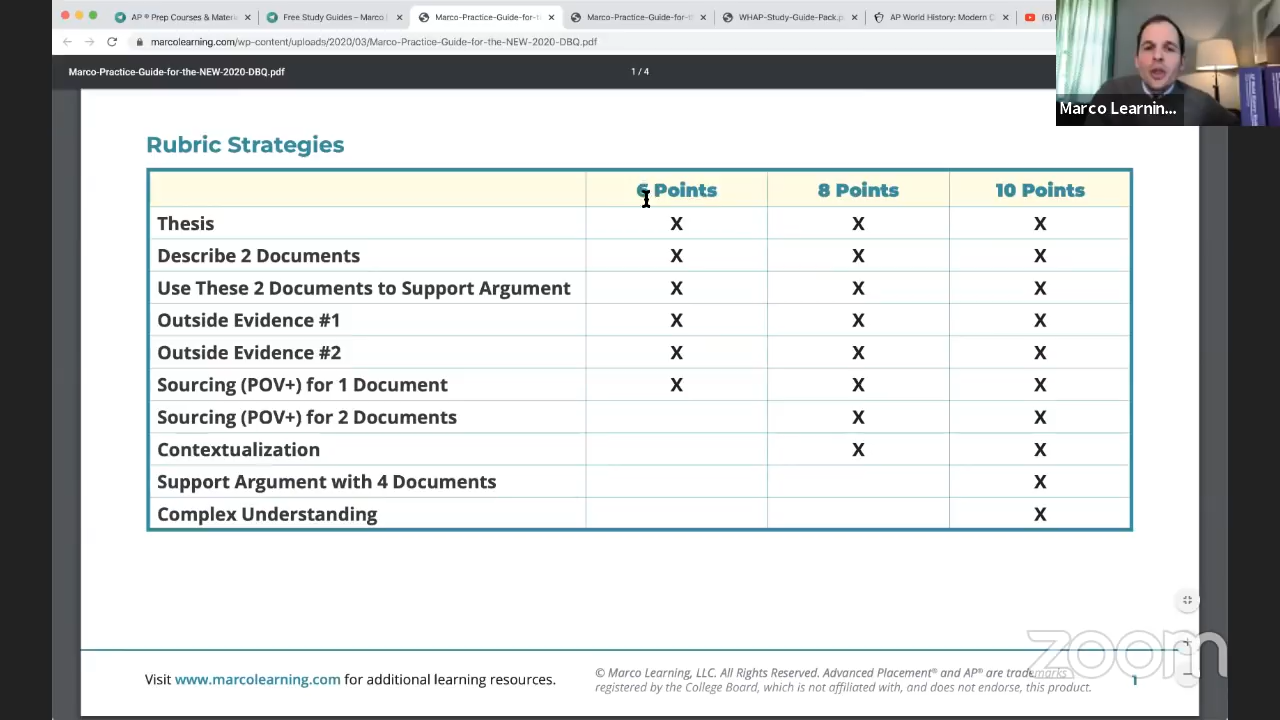 AP ® Prep Courses & Materi
Free Study Guides – Marco
Marco-Practice-Guide-for-t
Marco-Practice-Guide-for-t
WHAP-Study-Guide-Pack.p
AP World History: Modern C
(6)
marcolearning.com/wp-content/uploads/2020/03/Marco-Practice-Guide-for-the-NEW-2020-DBQ.pdf
Marco-Practice-Guide-for-the-NEW-2020-DBQ.pdf 1 / 4
Marco Learnin...
Rubric Strategies
6 Points 8 Points 10 Points
Thesis X X X
Describe 2 Documents X X X
Use These 2 Documents to Support Argument X X X
Outside Evidence #1 X X X
Outside Evidence #2 X X X
Sourcing (POV+) for 1 Document X X X
Sourcing (POV+) for 2 Documents X X
Contextualization X X
Support Argument with 4 Documents X
Complex Understanding X
zoom
Visit www.marcolearning.com for additional learning resources.
© Marco Learning, LLC. All Rights Reserved. Advanced Placement® and AP® are trademarks
registered by the College Board, which is not affiliated with, and does not endorse, this product.
1